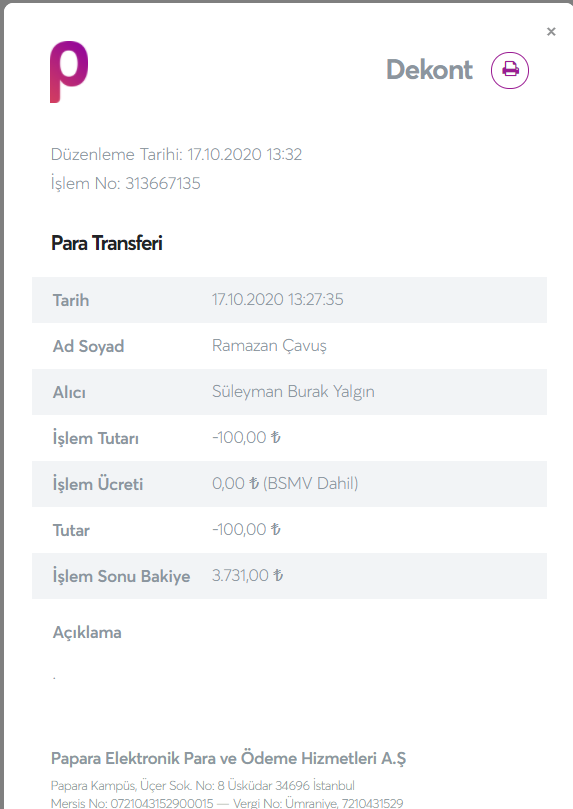 p
Dekont
×
Düzenleme Tarihi: 17.10.2020 13:32
İşlem No: 313667135
Para Transferi
Tarih 17.10.2020 13:27:35
Ad Soyad Ramazan Çavuş
Alıcı Süleyman Burak Yalgın
İşlem Tutarı -100,00 ₺
İşlem Ücreti 0,00 ₺ (BSMV Dahil)
Tutar -100,00 ₺
İşlem Sonu Bakiye 3.731,00 ₺
Açıklama
.
Papara Elektronik Para ve Ödeme Hizmetleri A.Ş
Papara Kampüs, Üçer Sok. No: 8 Üsküdar 34696 İstanbul
Mersis No: 0721043152900015 — Vergi No: Ümraniye, 7210431529